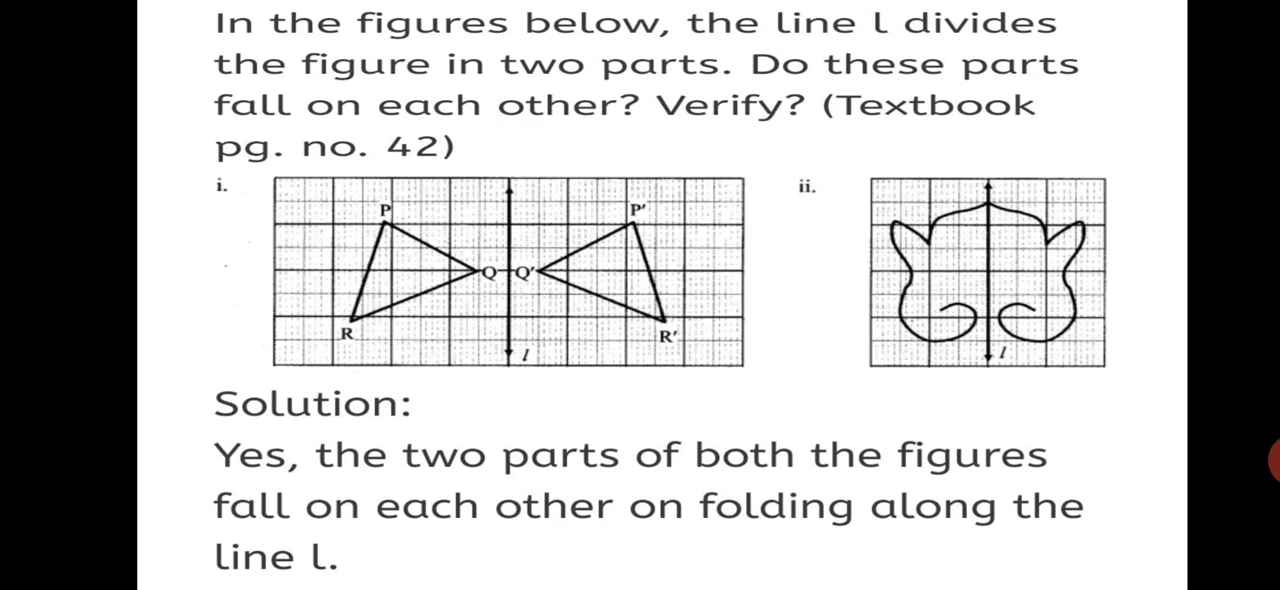 In the figures below, the line l divides
the figure in two parts. Do these parts
fall on each other? Verify? (Textbook
pg. no. 42)
i.
ii.
P
P′
Q
Q′
R
R′
l
l
Solution:
Yes, the two parts of both the figures
fall on each other on folding along the
line l.